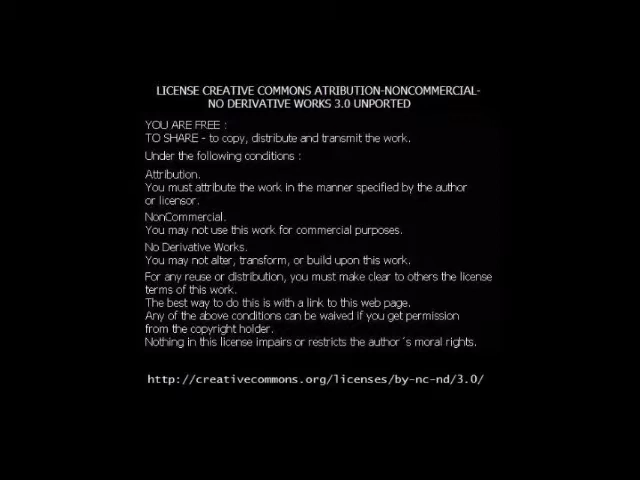 LICENSE CREATIVE COMMONS ATRIBUTION-NONCOMMERCIAL-
NO DERIVATIVE WORKS 3.0 UNPORTED
YOU ARE FREE :
TO SHARE - to copy, distribute and transmit the work.
Under the following conditions :
Attribution.
You must attribute the work in the manner specified by the author
or licensor.
NonCommercial.
You may not use this work for commercial purposes.
No Derivative Works.
You may not alter, transform, or build upon this work.
For any reuse or distribution, you must make clear to others the license
terms of this work.
The best way to do this is with a link to this web page.
Any of the above conditions can be waived if you get permission
from the copyright holder.
Nothing in this license impairs or restricts the author´s moral rights.
http://creativecommons.org/licenses/by-nc-nd/3.0/